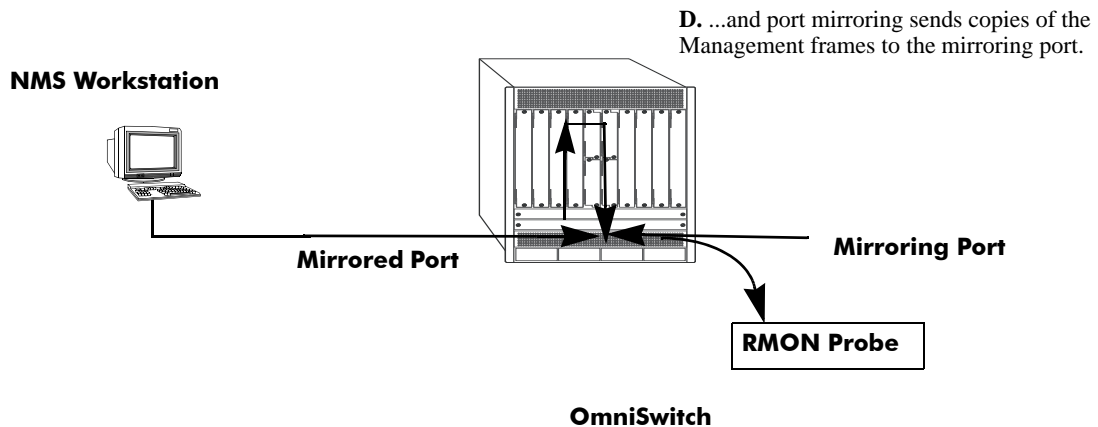 D. ...and port mirroring sends copies of the
Management frames to the mirroring port.
NMS Workstation
Mirrored Port
Mirroring Port
RMON Probe
OmniSwitch